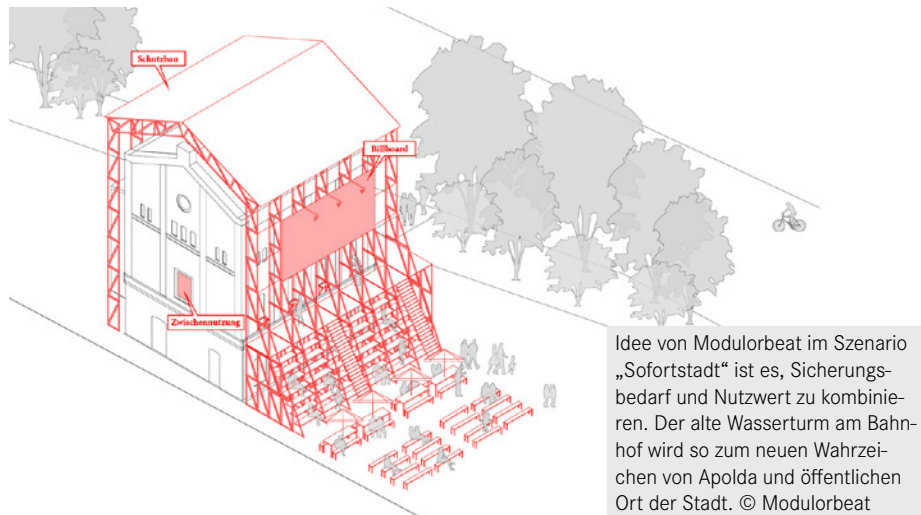 Schutzbau
Billboard
Zwischennutzung
Idee von Modulorbeat im Szenario
„Sofortstadt“ ist es, Sicherungs-
bedarf und Nutzwert zu kombinie-
ren. Der alte Wasserturm am Bahn-
hof wird so zum neuen Wahrzei-
chen von Apolda und öffentlichen
Ort der Stadt. © Modulorbeat